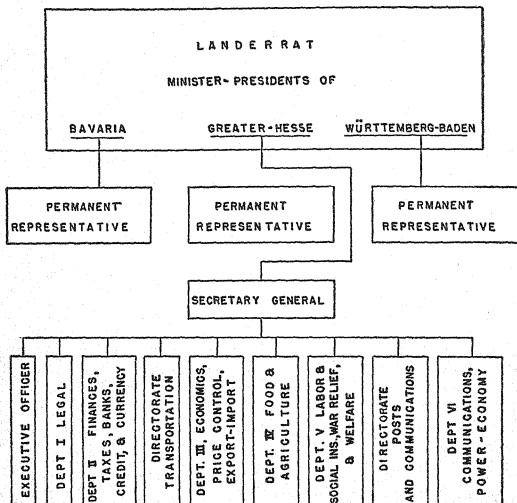 LANDERRAT
MINISTER-PRESIDENTS OF
BAVARIA
GREATER-HESSE
WÜRTTEMBERG-BADEN
PERMANENT
REPRESENTATIVE
PERMANENT
REPRESENTATIVE
PERMANENT
REPRESENTATIVE
SECRETARY GENERAL
EXECUTIVE OFFICER
DEPT I LEGAL
DEPT II FINANCES,
TAXES, BANKS,
CREDIT, & CURRENCY
DIRECTORATE
TRANSPORTATION
DEPT. III, ECONOMICS,
PRICE CONTROL,
EXPORT-IMPORT
DEPT. IV FOOD &
AGRICULTURE
DEPT. V LABOR &
SOCIAL INS, WAR RELIEF,
& WELFARE
DIRECTORATE
POSTS
AND COMMUNICATIONS
DEPT VI
COMMUNICATIONS,
POWER-ECONOMY